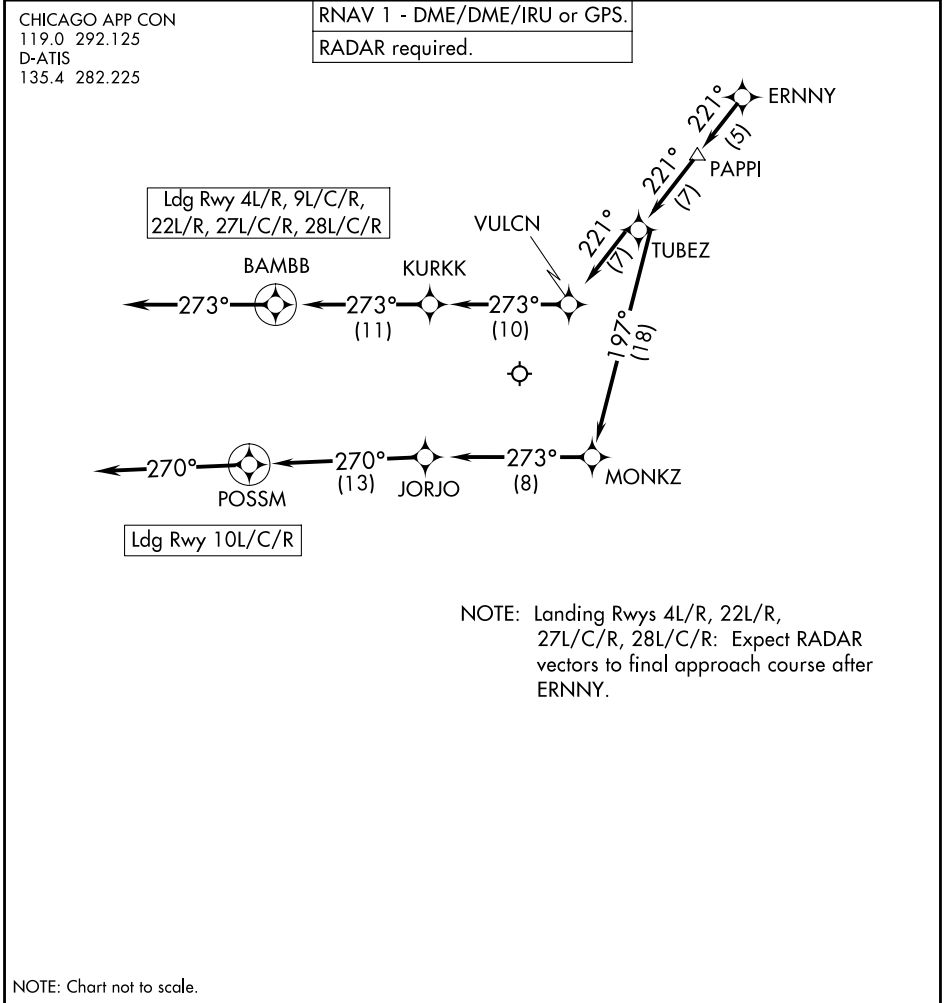 CHICAGO APP CON
119.0 292.125
D-ATIS
135.4 282.225
RNAV 1 - DME/DME/IRU or GPS.
RADAR required.
ERNNY
221°
(5)
PAPPI
221°
(7)
TUBEZ
221°
(7)
Ldg Rwy 4L/R, 9L/C/R,
22L/R, 27L/C/R, 28L/C/R
VULCN
BAMBB
KURKK
273°
273°
(11)
273°
(10)
197°
(18)
270°
POSSM
270°
(13)
JORJO
273°
(8)
MONKZ
Ldg Rwy 10L/C/R
NOTE: Landing Rwys 4L/R, 22L/R,
27L/C/R, 28L/C/R: Expect RADAR
vectors to final approach course after
ERNNY.
NOTE: Chart not to scale.